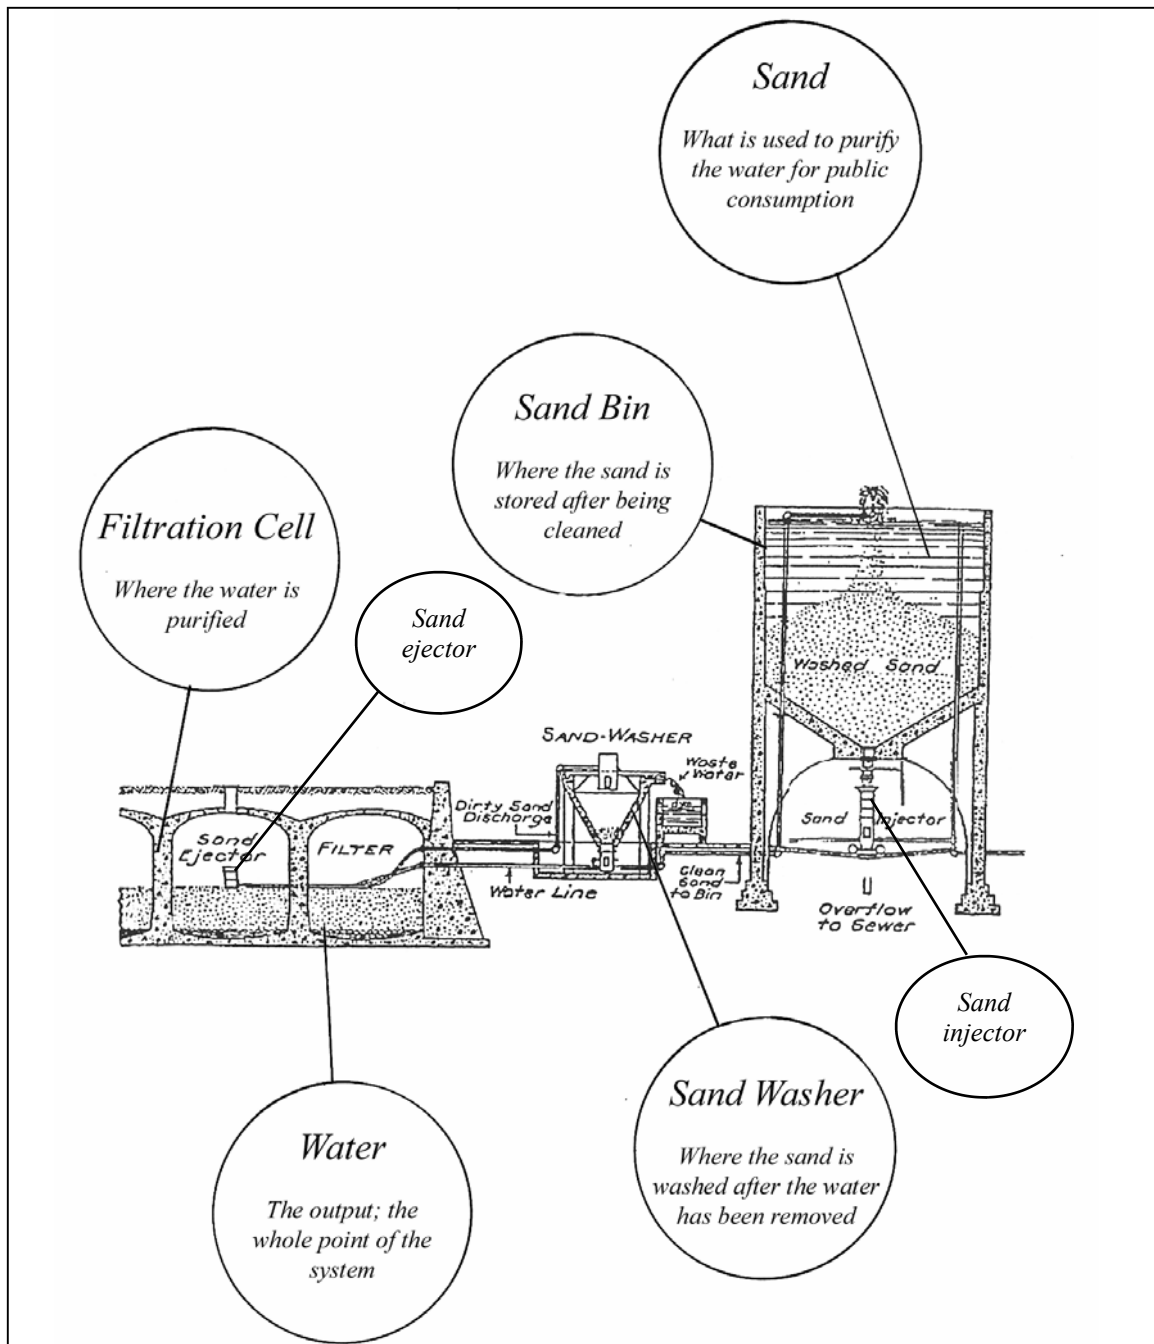 Sand
What is used to purify
the water for public
consumption
Sand Bin
Where the sand is
stored after being
cleaned
Filtration Cell
Where the water is
purified
Sand
ejector
Washed Sand
SAND-WASHER
Waste
Water
Dirty Sand
Discharge
Sand
Ejector
FILTER
Sand Injector
Water Line
Clean
Sand
to Bin
Overflow
to Sewer
Sand
injector
Sand Washer
Where the sand is
washed after the water
has been removed
Water
The output; the
whole point of the
system